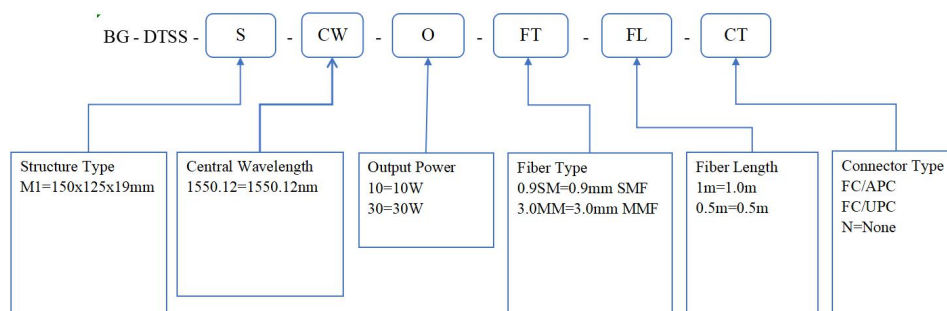 BG - DTSS - S - CW - O - FT - FL - CT
Structure Type
M1=150x125x19mm
Central Wavelength
1550.12=1550.12nm
Output Power
10=10W
30=30W
Fiber Type
0.9SM=0.9mm SMF
3.0MM=3.0mm MMF
Fiber Length
1m=1.0m
0.5m=0.5m
Connector Type
FC/APC
FC/UPC
N=None